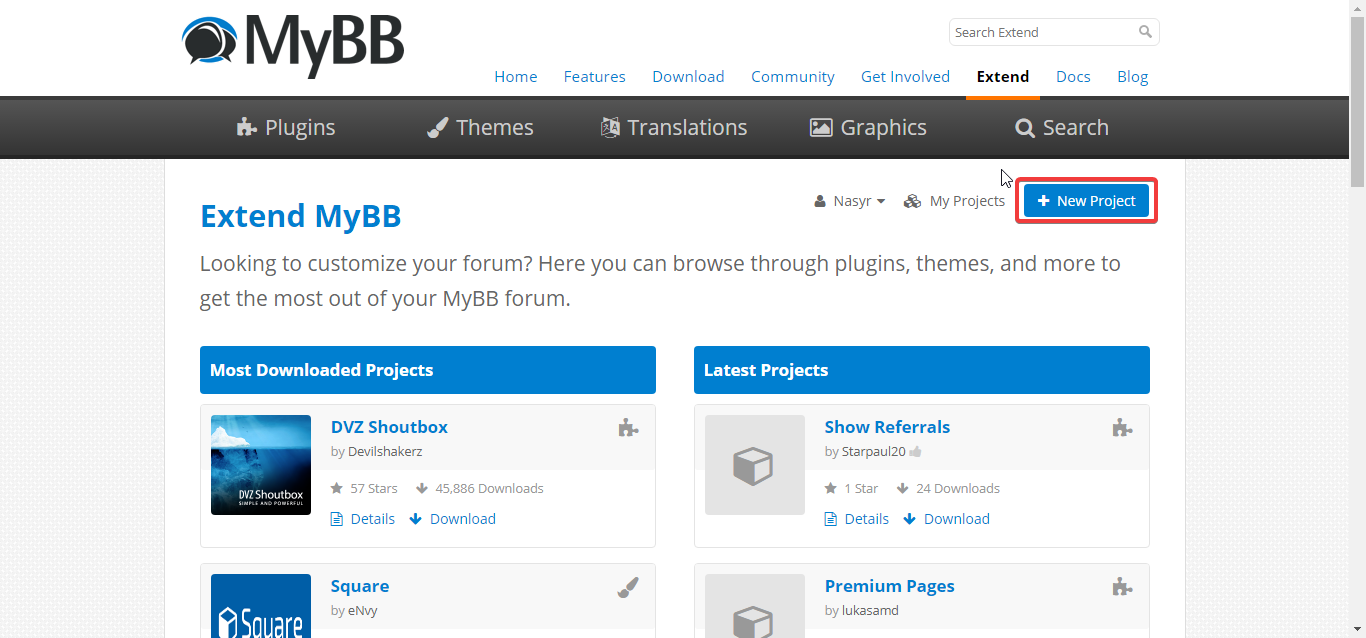 MyBB
Search Extend
Home Features Download Community Get Involved Extend Docs Blog
Plugins Themes Translations Graphics Search
Nasyr My Projects New Project
Extend MyBB
Looking to customize your forum? Here you can browse through plugins, themes, and more to
get the most out of your MyBB forum.
Most Downloaded Projects
DVZ Shoutbox
by Devilshakerz
57 Stars 45,886 Downloads
Details Download
DVZ Shoutbox
SIMPLE AND POWERFUL
Square
by eNvy
Square
Latest Projects
Show Referrals
by Starpaul20
1 Star 24 Downloads
Details Download
Premium Pages
by lukasamd